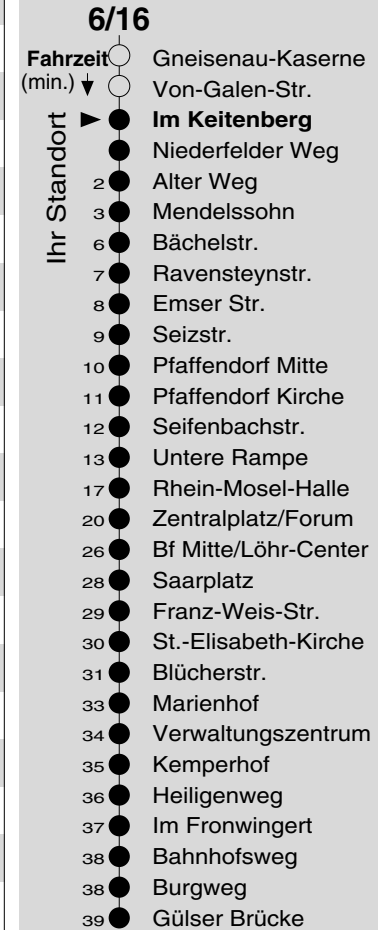 6/16
Fahrzeit Gneisenau-Kaserne
(min.) Von-Galen-Str.
Ihr Standort
Im Keitenberg
Niederfelder Weg
2 Alter Weg
3 Mendelssohn
6 Bächelstr.
7 Ravensteynstr.
8 Emser Str.
9 Seizstr.
10 Pfaffendorf Mitte
11 Pfaffendorf Kirche
12 Seifenbachstr.
13 Untere Rampe
17 Rhein-Mosel-Halle
20 Zentralplatz/Forum
26 Bf Mitte/Löhr-Center
28 Saarplatz
29 Franz-Weis-Str.
30 St.-Elisabeth-Kirche
31 Blücherstr.
33 Marienhof
34 Verwaltungszentrum
35 Kemperhof
36 Heiligenweg
37 Im Fronwingert
38 Bahnhofsweg
38 Burgweg
39 Gülser Brücke